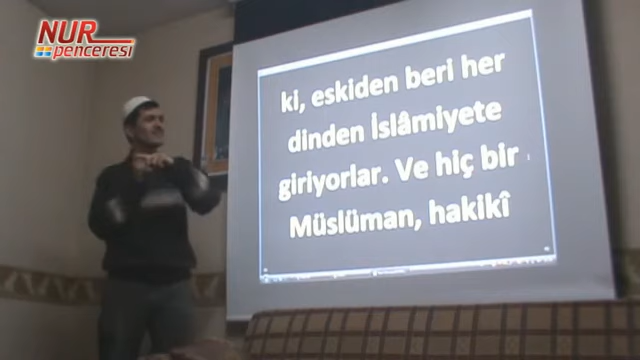 NUR
penceresi
ki, eskiden beri her
dinden İslâmiyete
giriyorlar. Ve hiç bir
Müslüman, hakikî